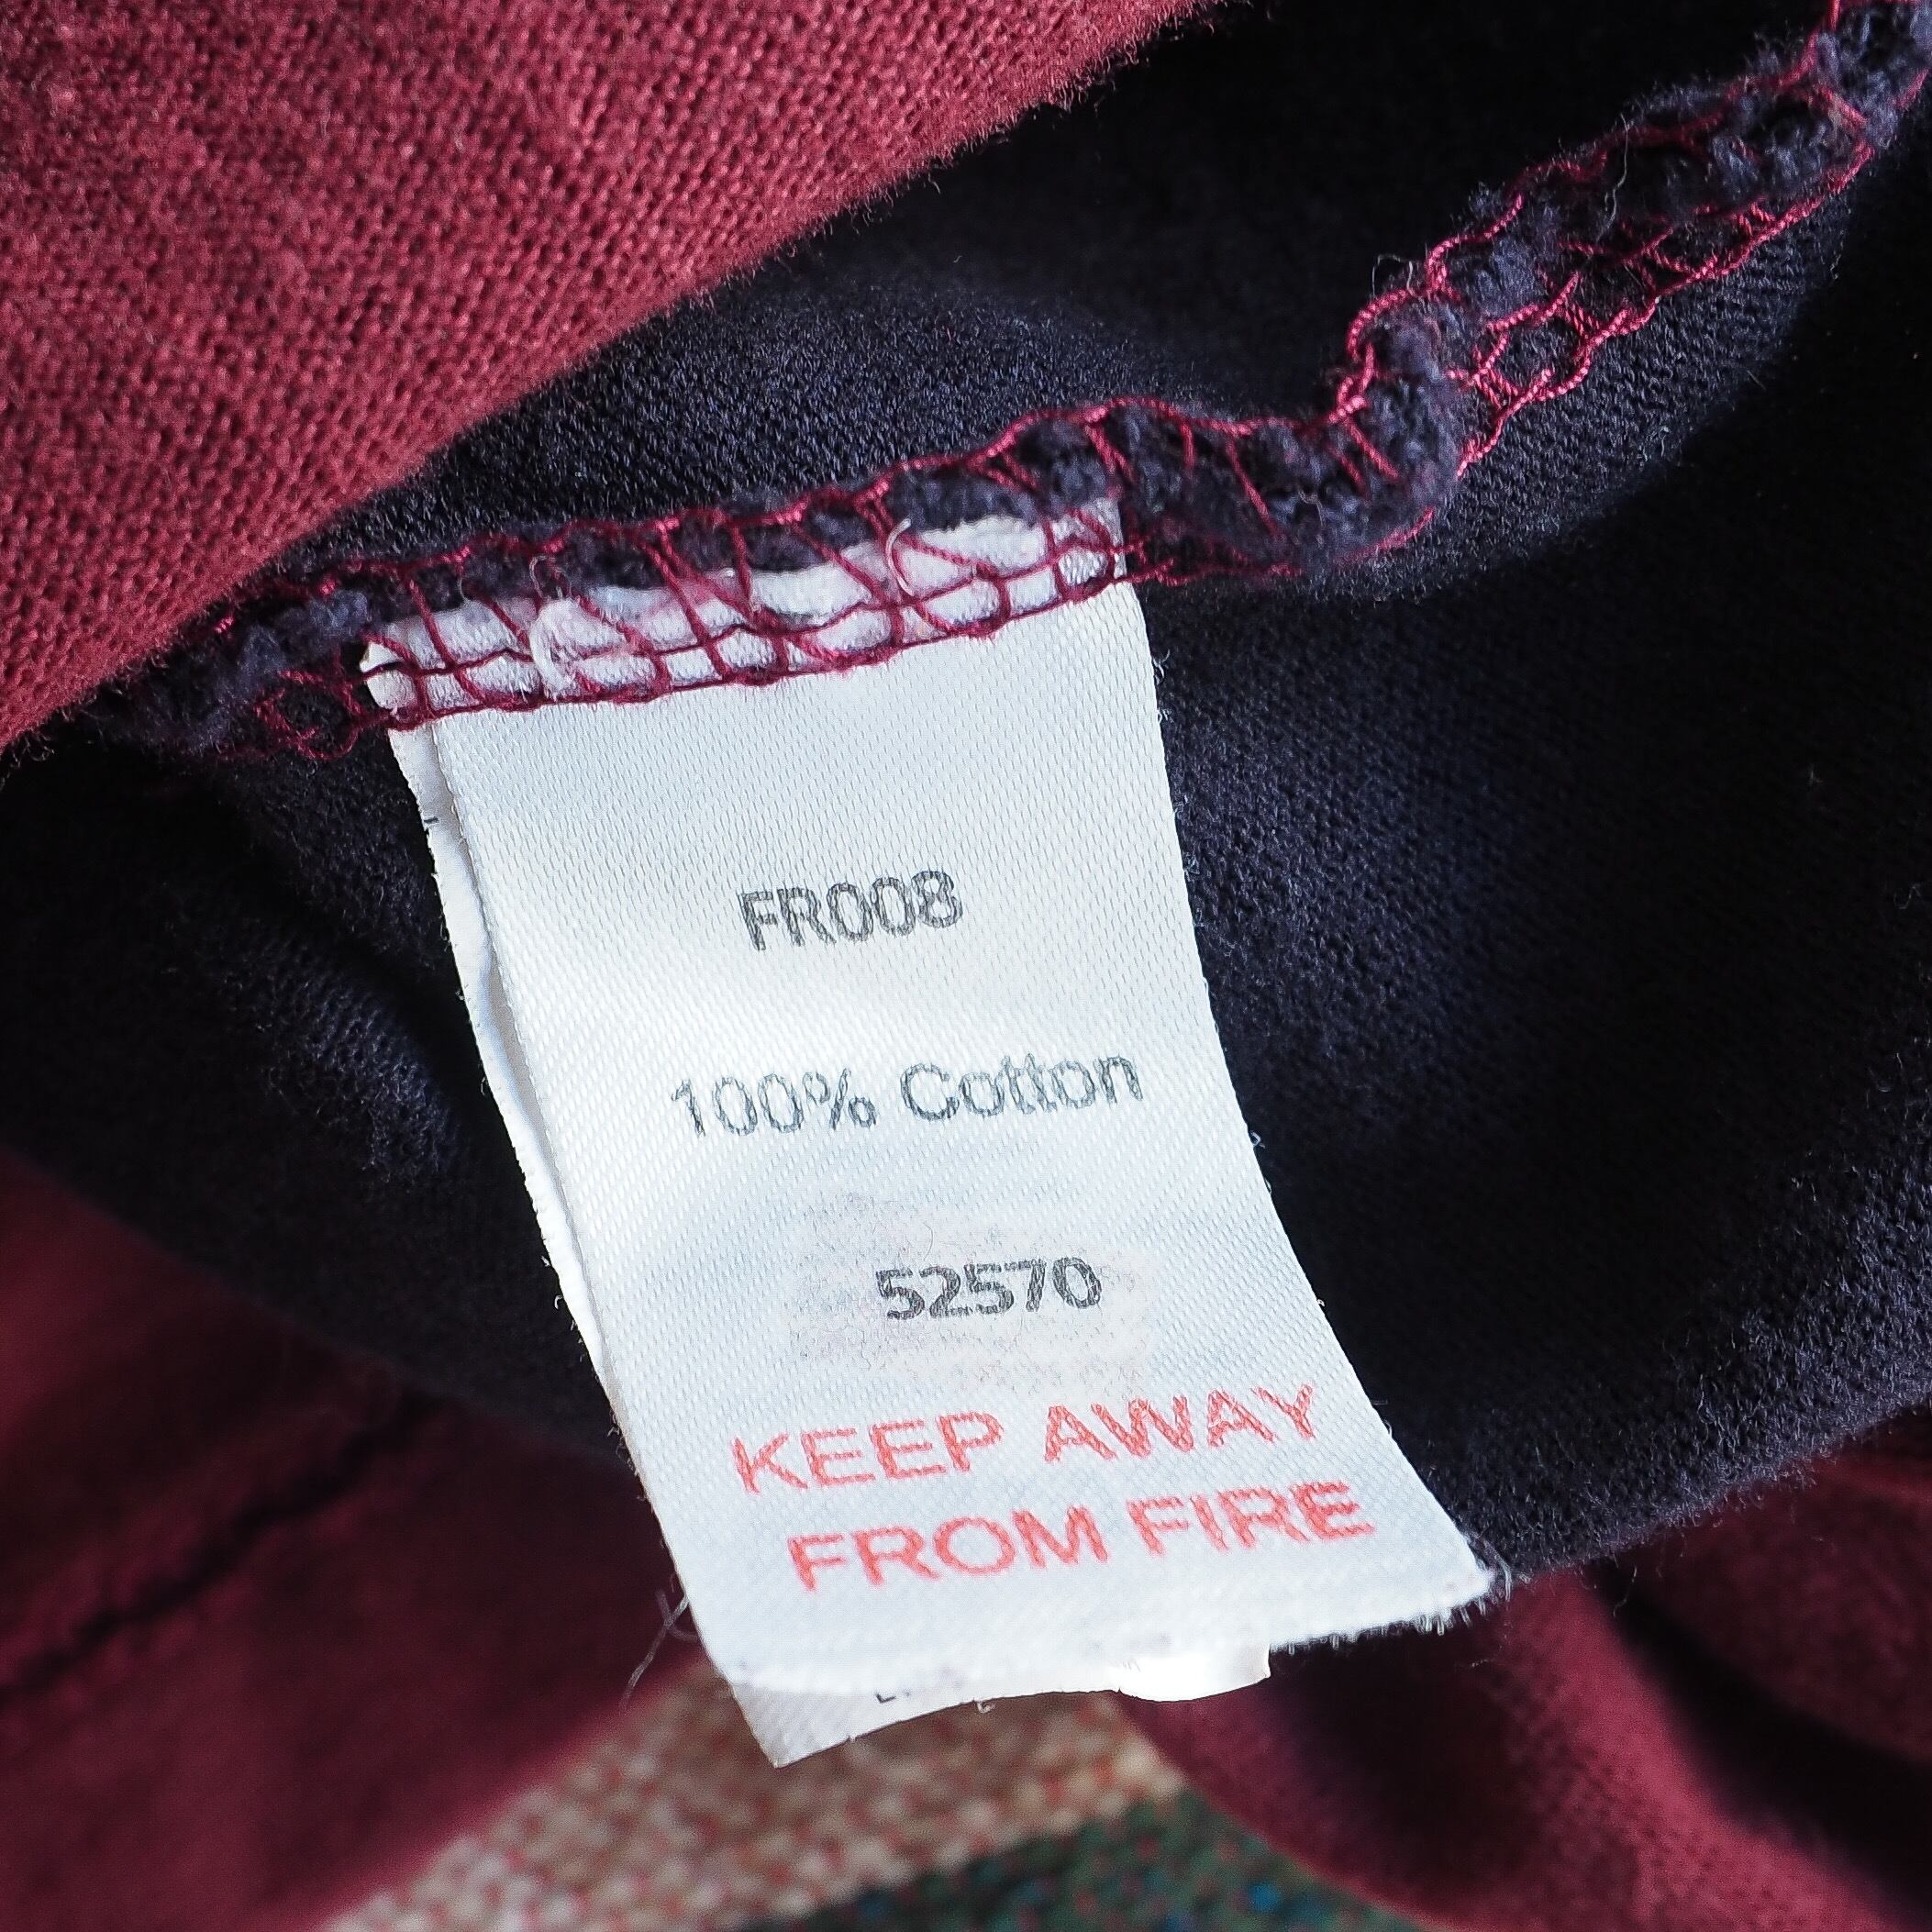 FR008
100% Cotton
52570
KEEP AWAY
FROM FIRE